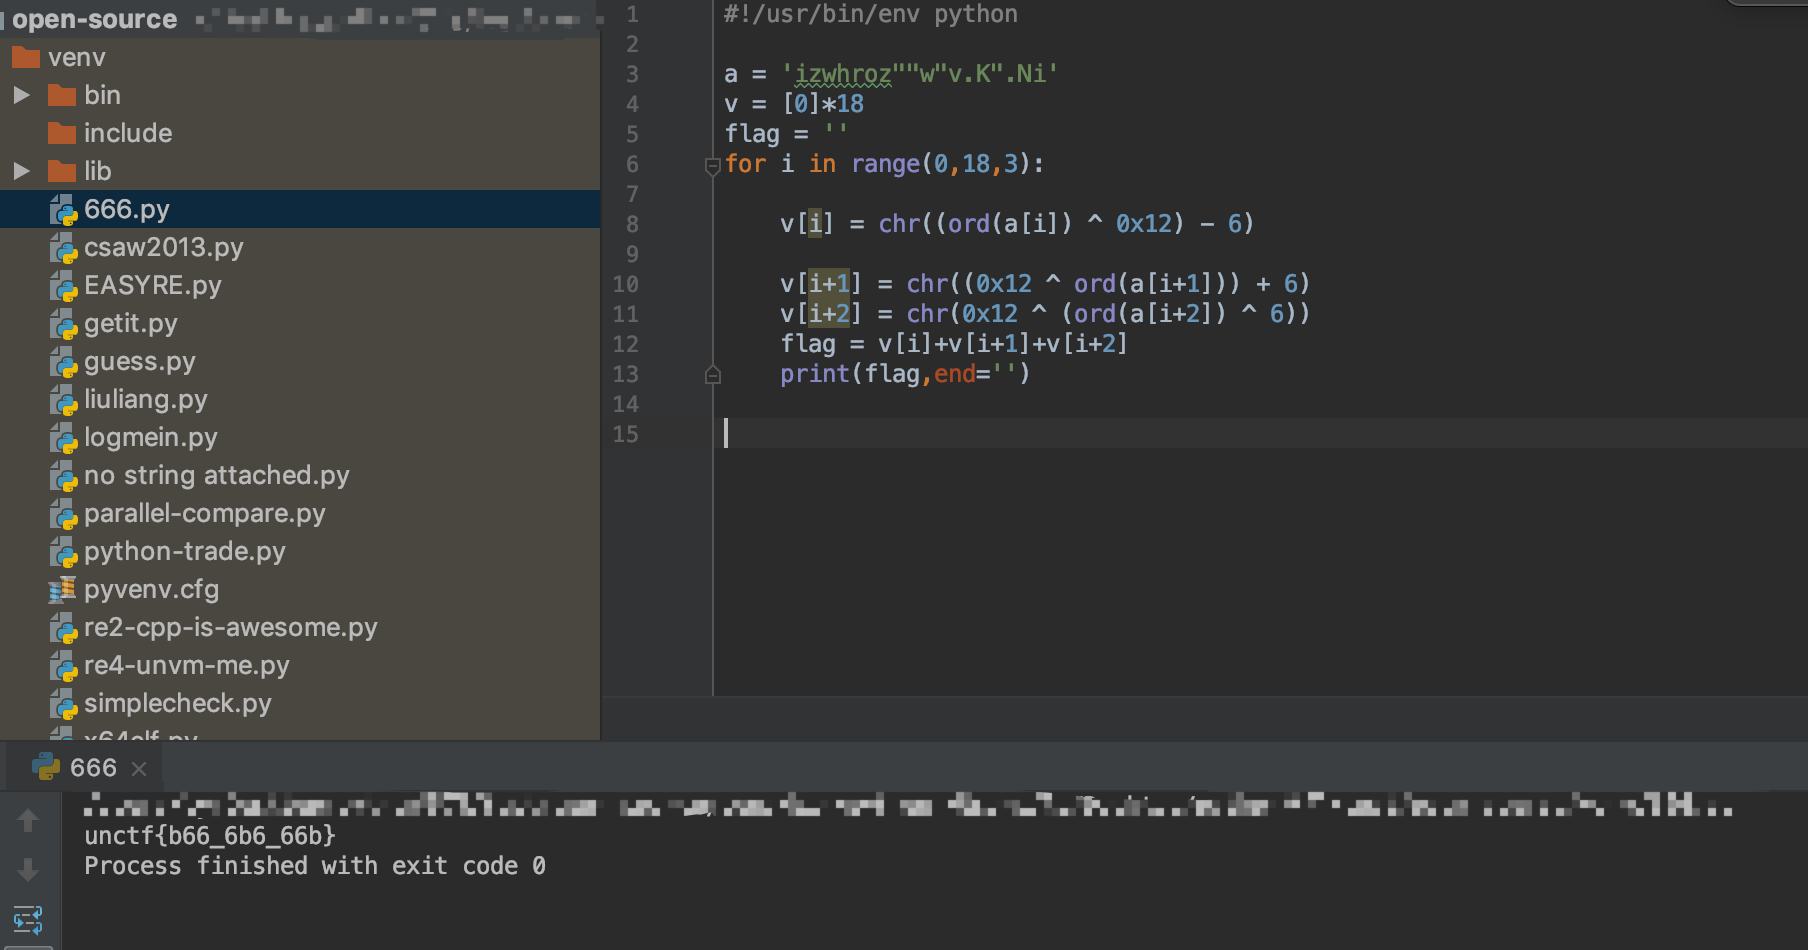 open-source
venv
bin
include
lib
666.py
csaw2013.py
EASYRE.py
getit.py
guess.py
liuliang.py
logmein.py
no string attached.py
parallel-compare.py
python-trade.py
pyvenv.cfg
re2-cpp-is-awesome.py
re4-unvm-me.py
simplecheck.py
1 #!/usr/bin/env python
2
3 a = 'izwhroz""w"v.K".Ni'
4 v = [0]*18
5 flag = ''
6 for i in range(0,18,3):
7
8 v[i] = chr((ord(a[i]) ^ 0x12) - 6)
9
10 v[i+1] = chr((0x12 ^ ord(a[i+1])) + 6)
11 v[i+2] = chr(0x12 ^ (ord(a[i+2]) ^ 6))
12 flag = v[i]+v[i+1]+v[i+2]
13 print(flag,end='')
14
15
666
unctf{b66_6b6_66b}
Process finished with exit code 0